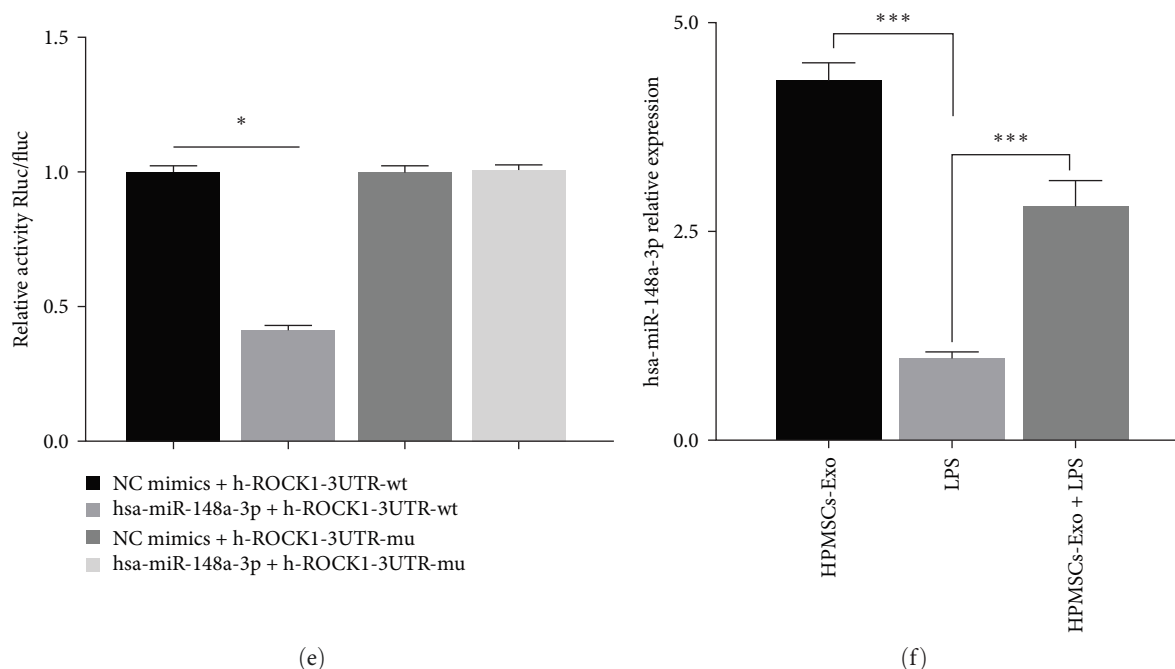 1.5
1.0
0.5
0.0
Relative activity Rluc/fluc
*
NC mimics + h-ROCK1-3UTR-wt
hsa-miR-148a-3p + h-ROCK1-3UTR-wt
NC mimics + h-ROCK1-3UTR-mu
hsa-miR-148a-3p + h-ROCK1-3UTR-mu
(e)
5.0
2.5
0.0
hsa-miR-148a-3p relative expression
***
***
HPMSCs-Exo
LPS
HPMSCs-Exo + LPS
(f)